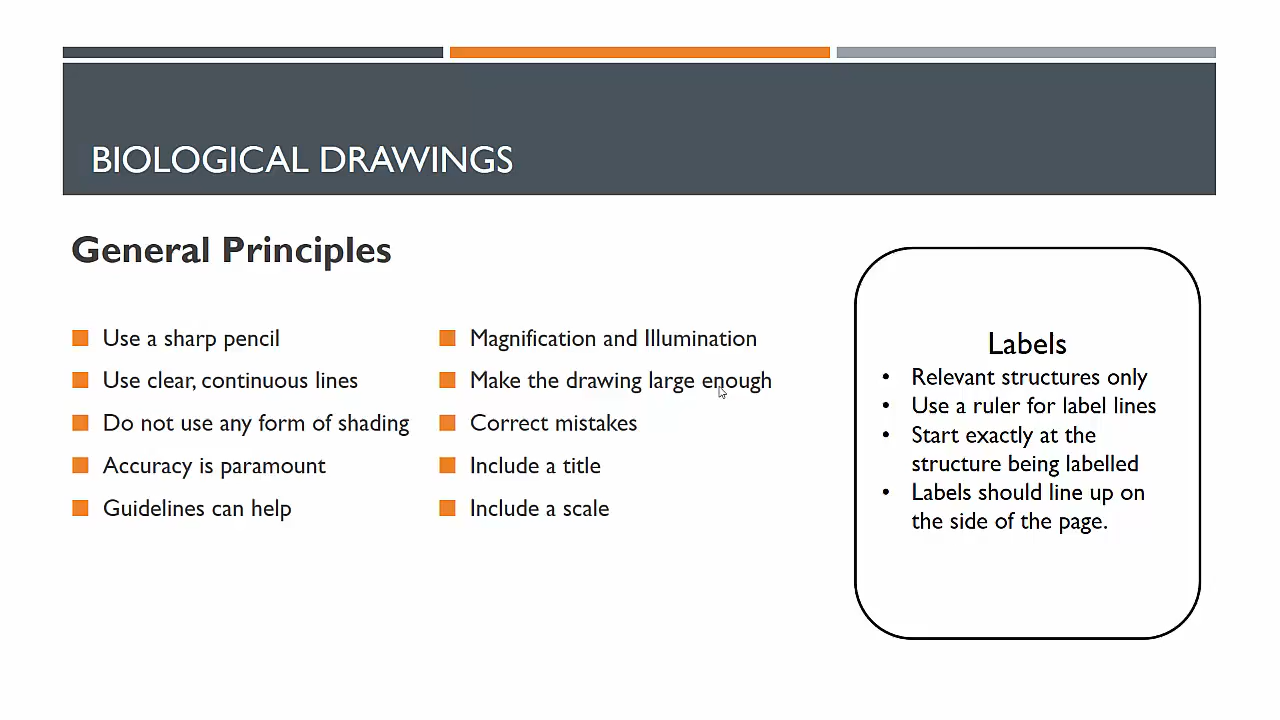 BIOLOGICAL DRAWINGS
General Principles
Use a sharp pencil
Use clear, continuous lines
Do not use any form of shading
Accuracy is paramount
Guidelines can help
Magnification and Illumination
Make the drawing large enough
Correct mistakes
Include a title
Include a scale
Labels
• Relevant structures only
• Use a ruler for label lines
• Start exactly at the
structure being labelled
• Labels should line up on
the side of the page.